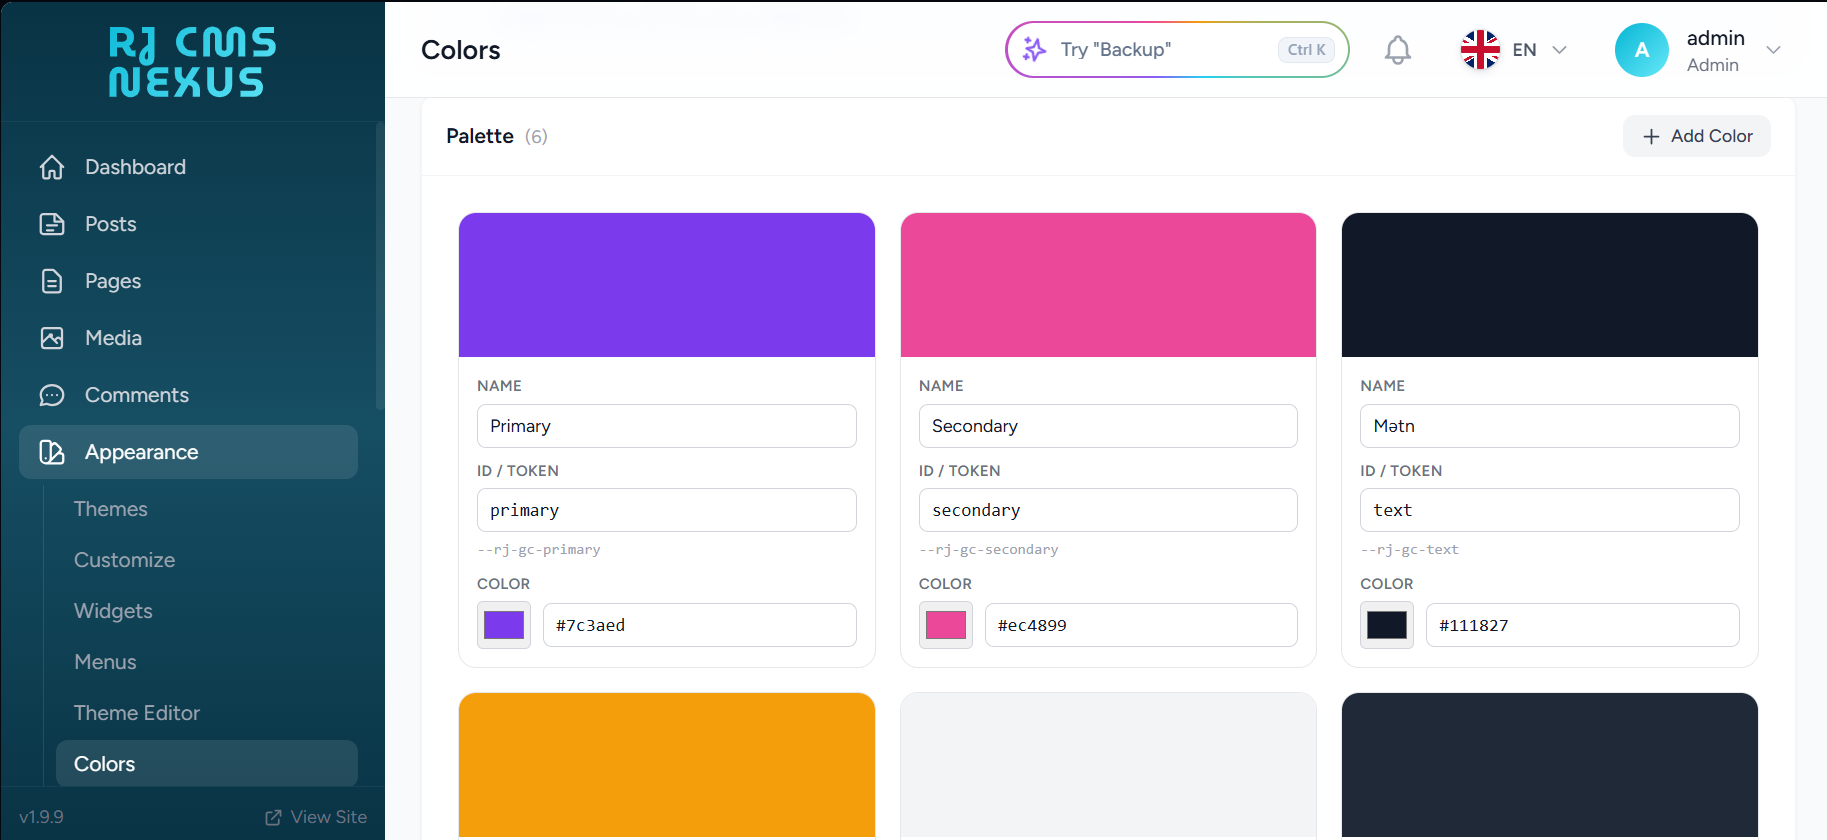 RJ CMS
NEXUS
Dashboard
Posts
Pages
Media
Comments
Appearance
Themes
Customize
Widgets
Menus
Theme Editor
Colors
v1.9.9
View Site
Colors
Try "Backup"
Ctrl K
EN
A
admin
Admin
Palette (6)
Add Color
NAME
Primary
ID / TOKEN
primary
--rj-gc-primary
COLOR
#7c3aed
NAME
Secondary
ID / TOKEN
secondary
--rj-gc-secondary
COLOR
#ec4899
NAME
Mətn
ID / TOKEN
text
--rj-gc-text
COLOR
#111827